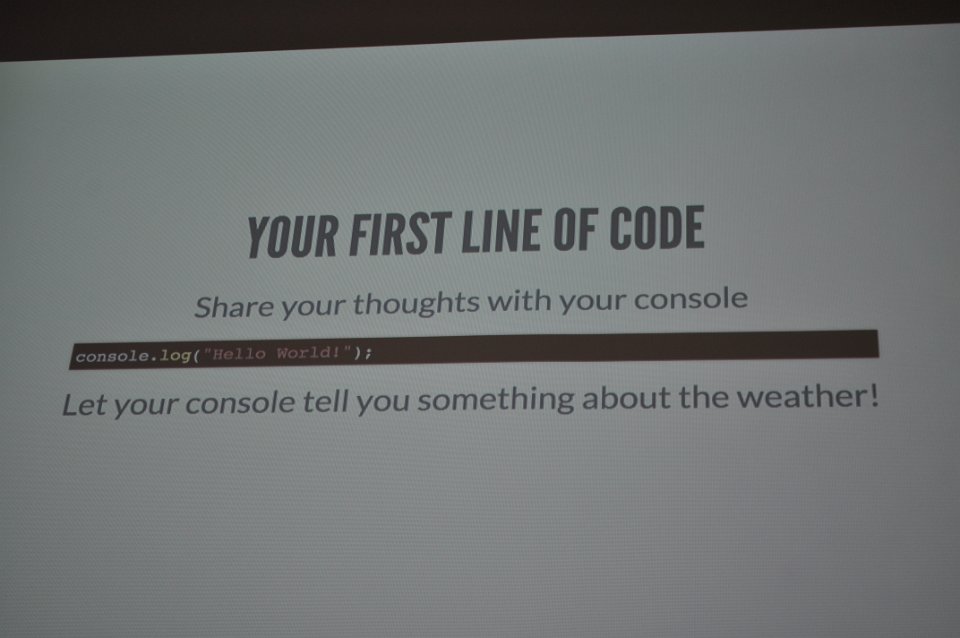 YOUR FIRST LINE OF CODE
Share your thoughts with your console
console.log("Hello World!");
Let your console tell you something about the weather!